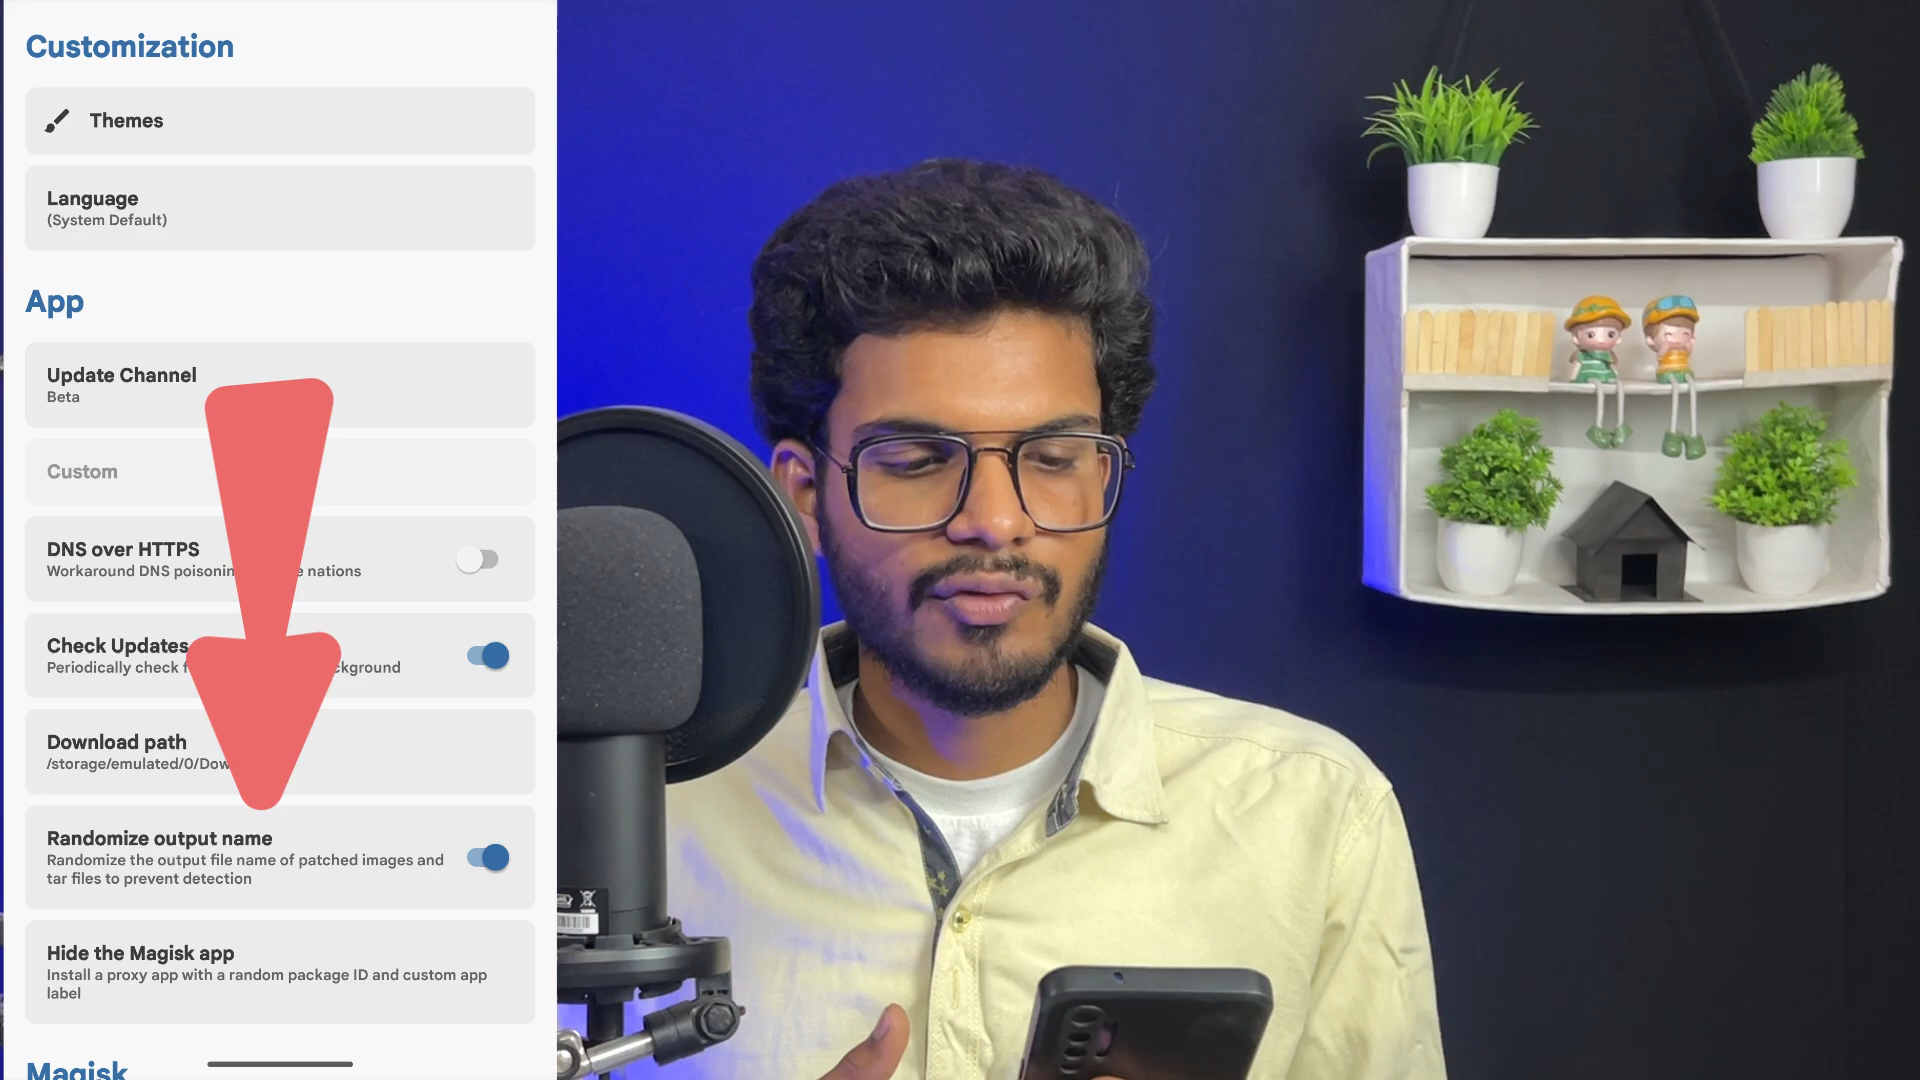 Customization
Themes
Language
(System Default)
App
Update Channel
Beta
Custom
DNS over HTTPS
Workaround DNS nations
Check Updates
Periodically check
Download path
/storage/emulated/0/
Randomize output name
Randomize the output file name of patched images and
tar files to prevent detection
Hide the Magisk app
Install a proxy app with a random package ID and custom app
label
Magisk